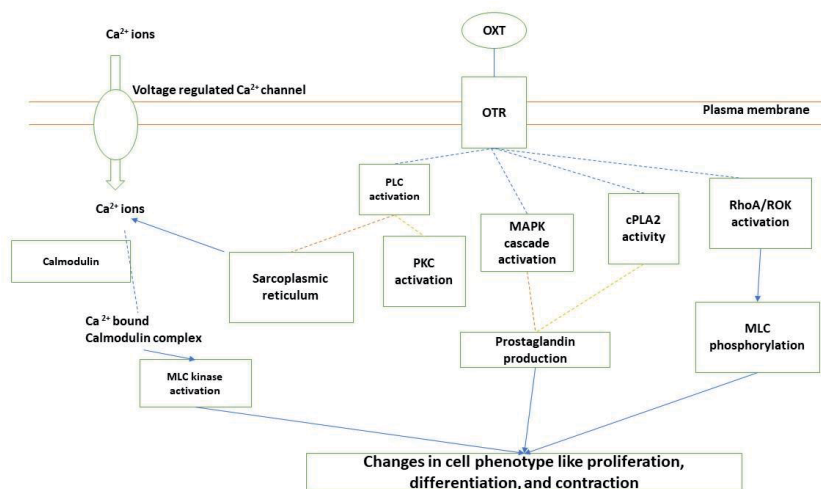 OXT
Ca²⁺ ions
Voltage regulated Ca²⁺ channel
OTR
Plasma membrane
PLC
activation
Ca²⁺ ions
MAPK
cascade
activation
cPLA2
activity
RhoA/ROK
activation
Calmodulin
Sarcoplasmic
reticulum
PKC
activation
Ca ²⁺ bound
Calmodulin complex
Prostaglandin
production
MLC
phosphorylation
MLC kinase
activation
Changes in cell phenotype like proliferation,
differentiation, and contraction